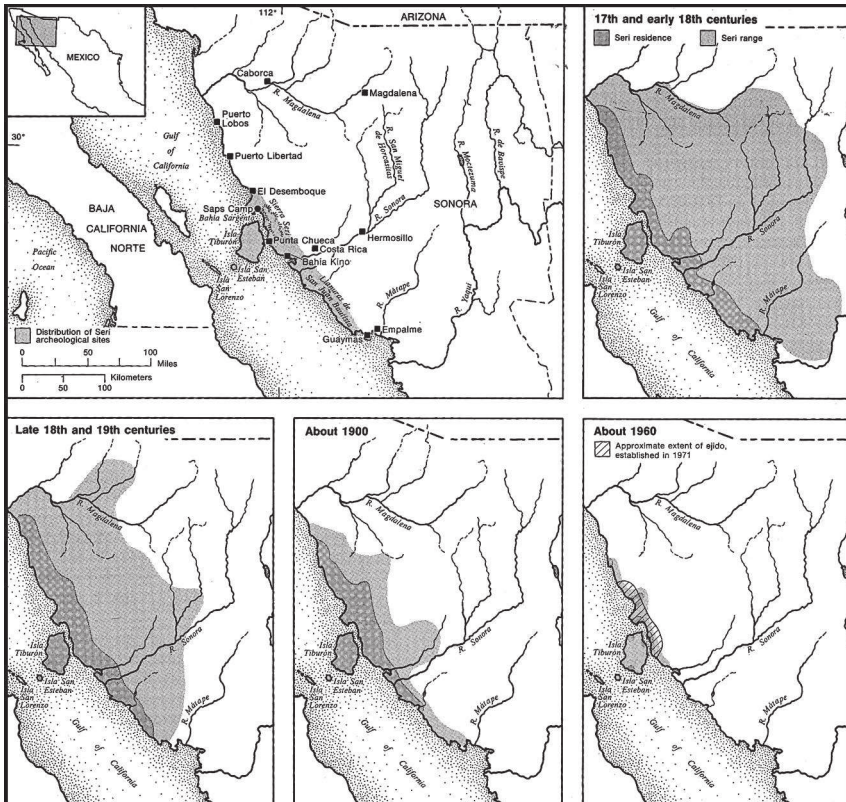 112°
ARIZONA
MEXICO
Caborca
R. Magdalena
Magdalena
Puerto
Lobos
30°
Gulf
of
California
Puerto Libertad
R. San Miguel
de Horcasitas
R. Moctezuma
R. de Bavispe
El Desemboque
BAJA
CALIFORNIA
NORTE
Saps Camp
Bahía Sargento
Sierra Seri
SONORA
R. Sonora
Isla
Tiburón
Punta Chueca
Hermosillo
Costa Rica
Pacific
Ocean
Isla San
Esteban
Bahía Kino
Isla
San
Lorenzo
Llanures de
San Juan Bautista
R. Mátape
R. Yaqui
Empalme
Guaymas
Distribution of Seri
archeological sites
0 50 100
Miles
0 50 100
Kilometers
17th and early 18th centuries
Seri residence
Seri range
R. Magdalena
R. Sonora
Isla
Tiburón
Isla San
Esteban
Isla
San
Lorenzo
R. Mátape
Gulf of California
Late 18th and 19th centuries
R. Magdalena
Isla
Tiburón
R. Sonora
Isla San
Esteban
Isla
San
Lorenzo
R. Mátape
Gulf of California
About 1900
R. Magdalena
Isla
Tiburón
R. Sonora
Isla San
Esteban
Isla
San
Lorenzo
R. Mátape
Gulf of California
About 1960
Approximate extent of ejido,
established in 1971
R. Magdalena
Isla
Tiburón
R. Sonora
Isla San
Esteban
Isla
San
Lorenzo
R. Mátape
Gulf of California